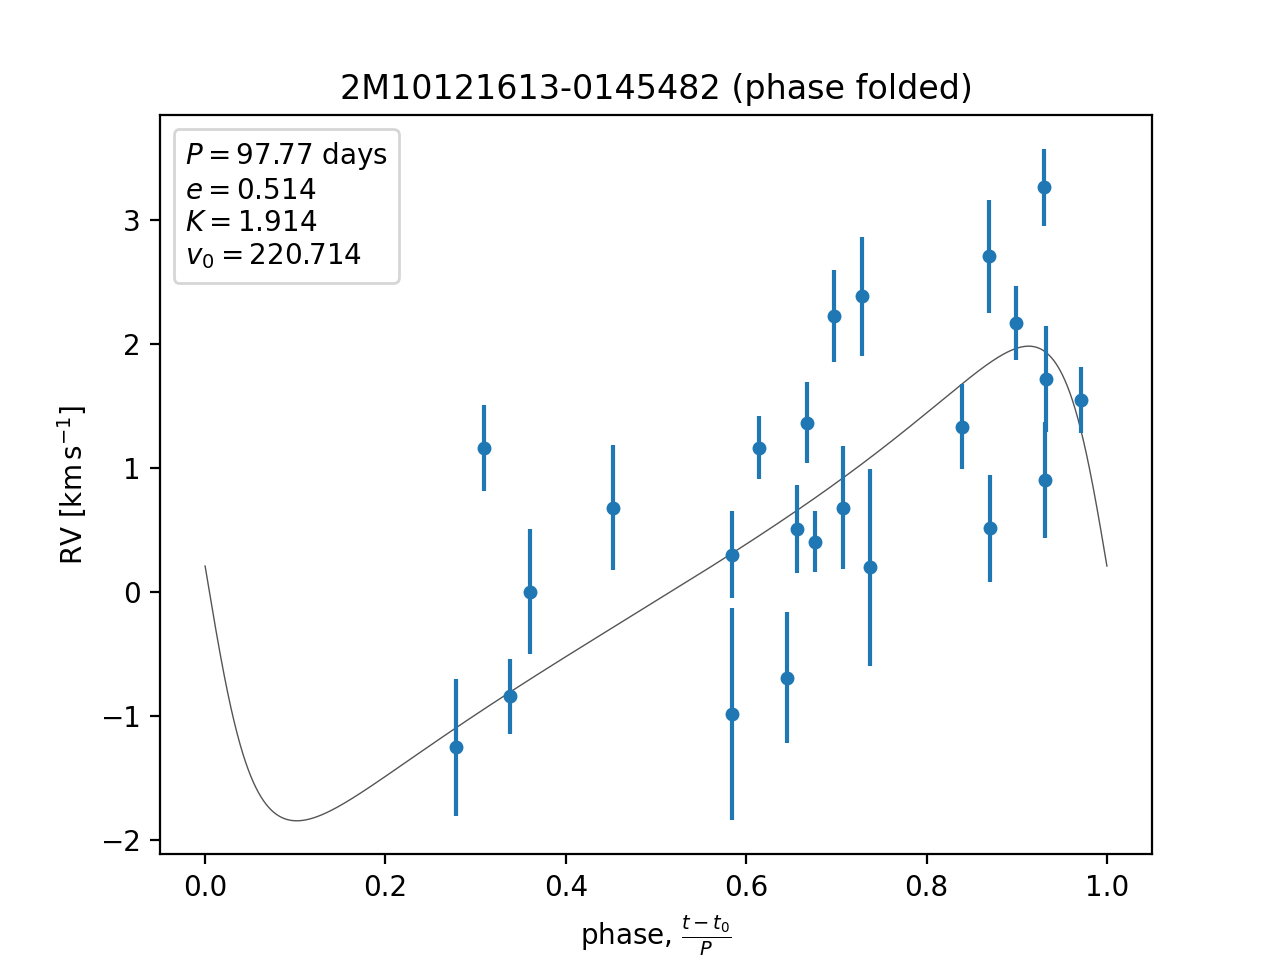 2M10121613-0145482 (phase folded)
P = 97.77 days
e = 0.514
K = 1.914
v₀ = 220.714
3
2
1
0
−1
−2
RV [km s⁻¹]
0.0 0.2 0.4 0.6 0.8 1.0
phase, (t − t₀)/P